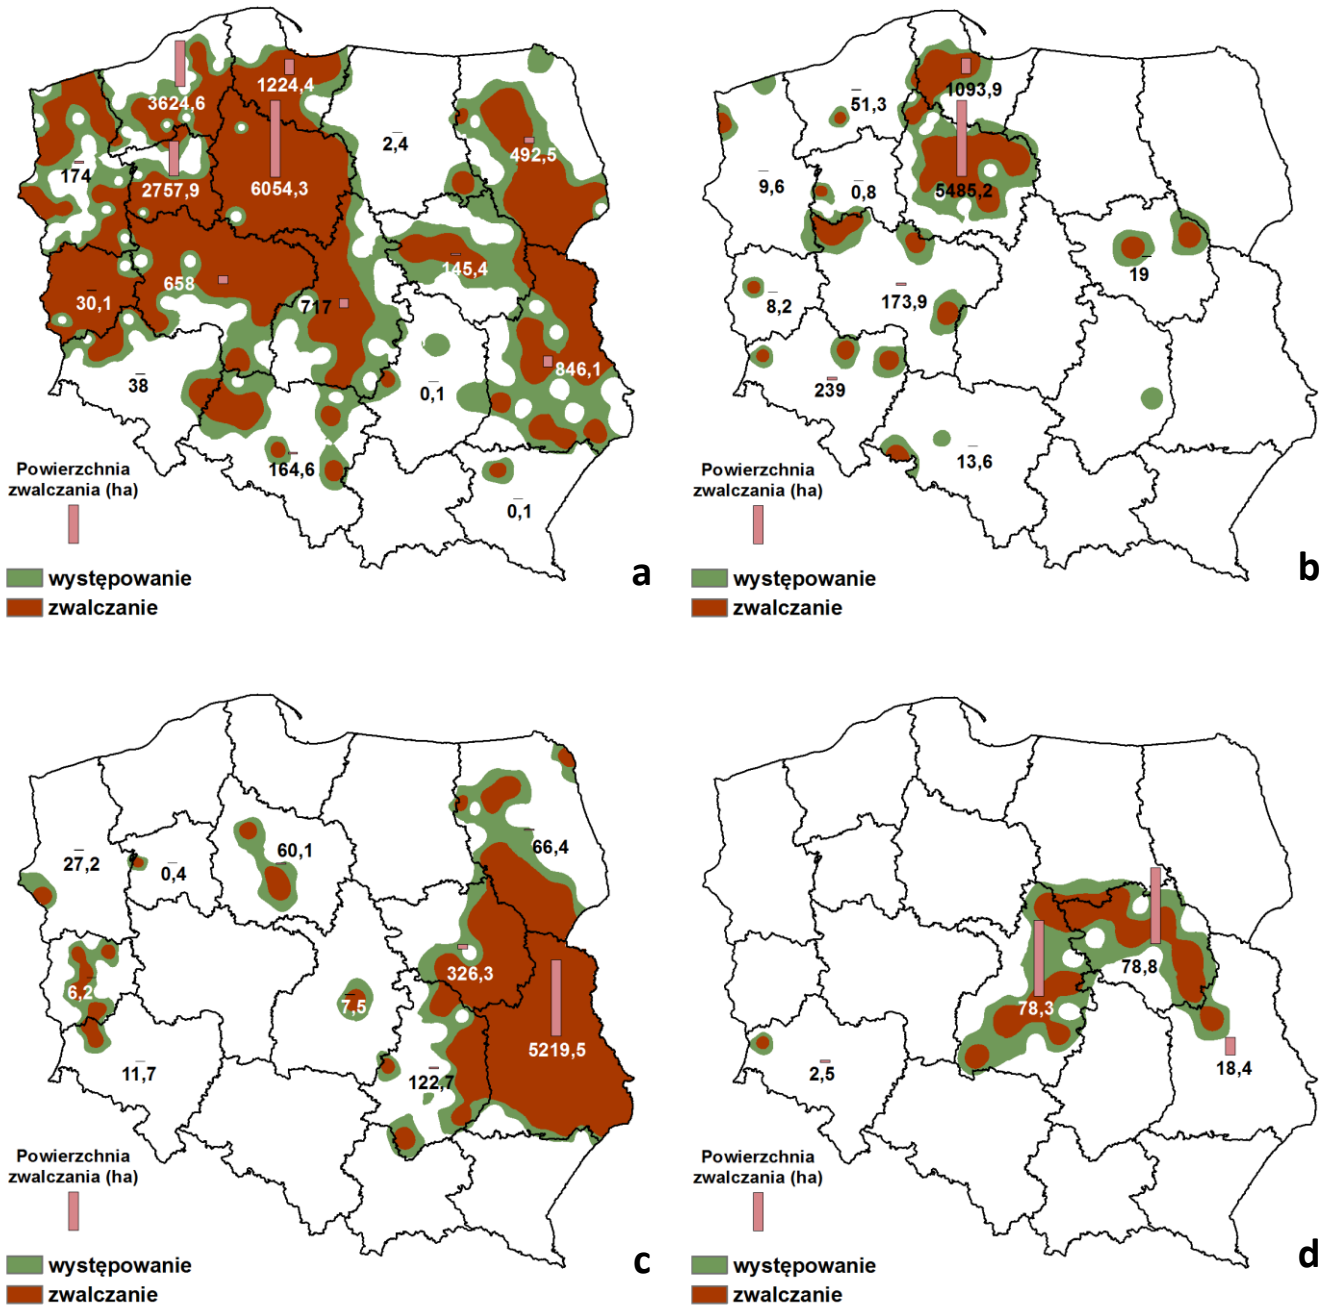 3624,6
1224,4
2,4
492,5
174
2757,9
6054,3
145,4
30,1
658
717
846,1
38
0,1
164,6
0,1
Powierzchnia
zwalczania (ha)
występowanie
zwalczanie
a
51,3
1093,9
9,6
0,8
5485,2
19
8,2
173,9
239
13,6
Powierzchnia
zwalczania (ha)
występowanie
zwalczanie
b
27,2
0,4
60,1
66,4
6,2
7,5
326,3
5219,5
11,7
122,7
Powierzchnia
zwalczania (ha)
występowanie
zwalczanie
c
78,8
78,3
2,5
18,4
Powierzchnia
zwalczania (ha)
występowanie
zwalczanie
d